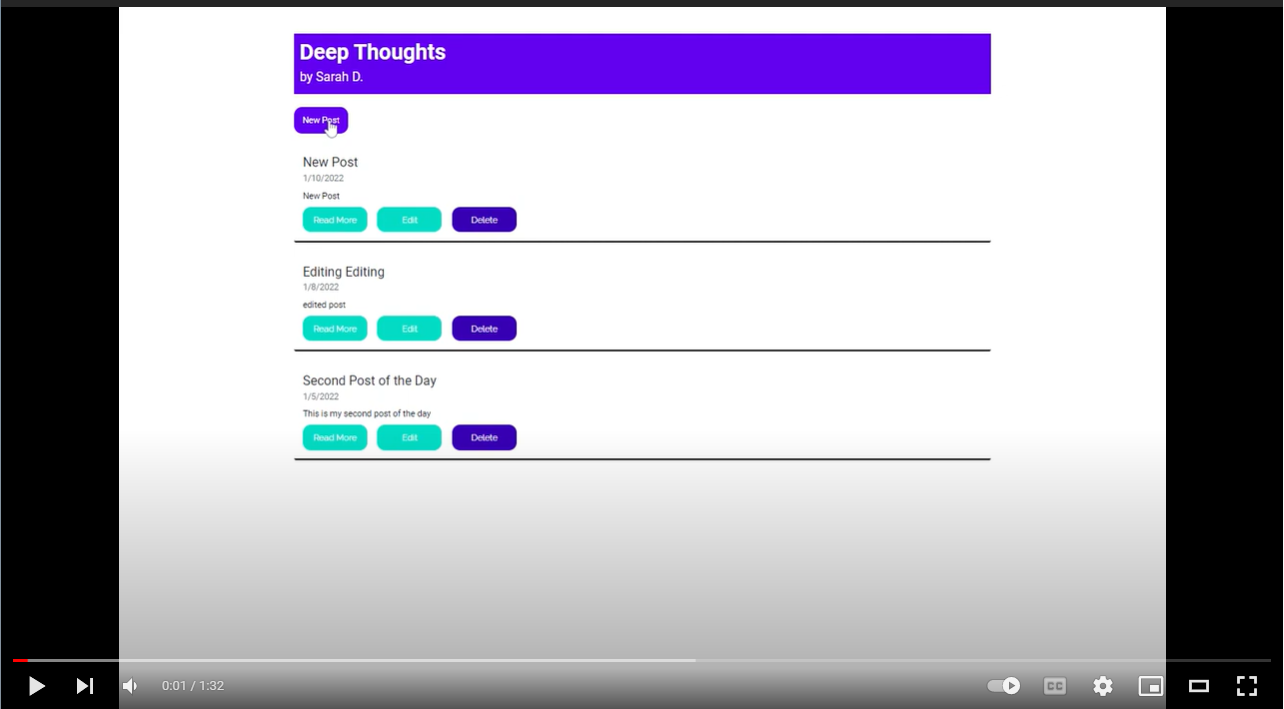 Deep Thoughts
by Sarah D.
New Post
New Post
1/10/2022
New Post
Read More Edit Delete
Editing Editing
1/8/2022
edited post
Read More Edit Delete
Second Post of the Day
1/5/2022
This is my second post of the day
Read More Edit Delete
0:01 / 1:32 CC